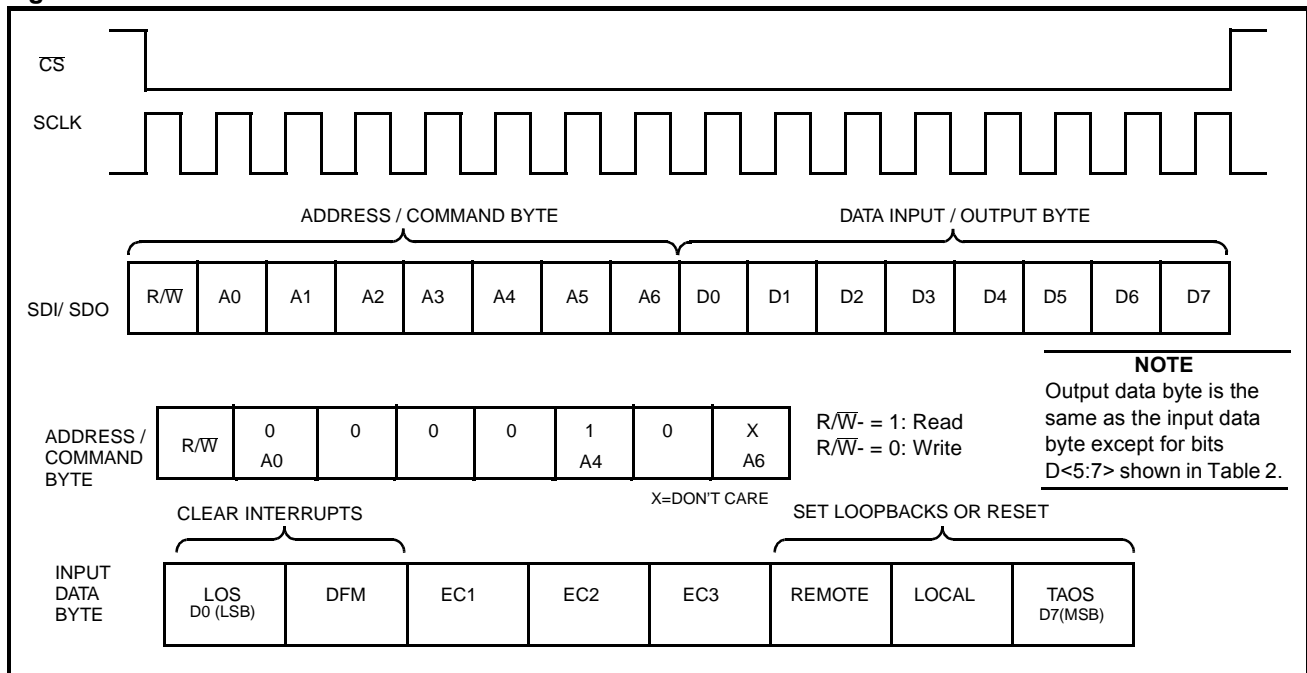 CS
SCLK
ADDRESS / COMMAND BYTE
DATA INPUT / OUTPUT BYTE
SDI/ SDO
R/W A0 A1 A2 A3 A4 A5 A6 D0 D1 D2 D3 D4 D5 D6 D7
NOTE
Output data byte is the
same as the input data
byte except for bits
D<5:7> shown in Table 2.
ADDRESS /
COMMAND
BYTE
R/W 0 0 0 0 1 0 X
A0 A4 A6
R/W- = 1: Read
R/W- = 0: Write
X=DON'T CARE
CLEAR INTERRUPTS
SET LOOPBACKS OR RESET
INPUT
DATA
BYTE
LOS DFM EC1 EC2 EC3 REMOTE LOCAL TAOS
D0 (LSB) D7(MSB)